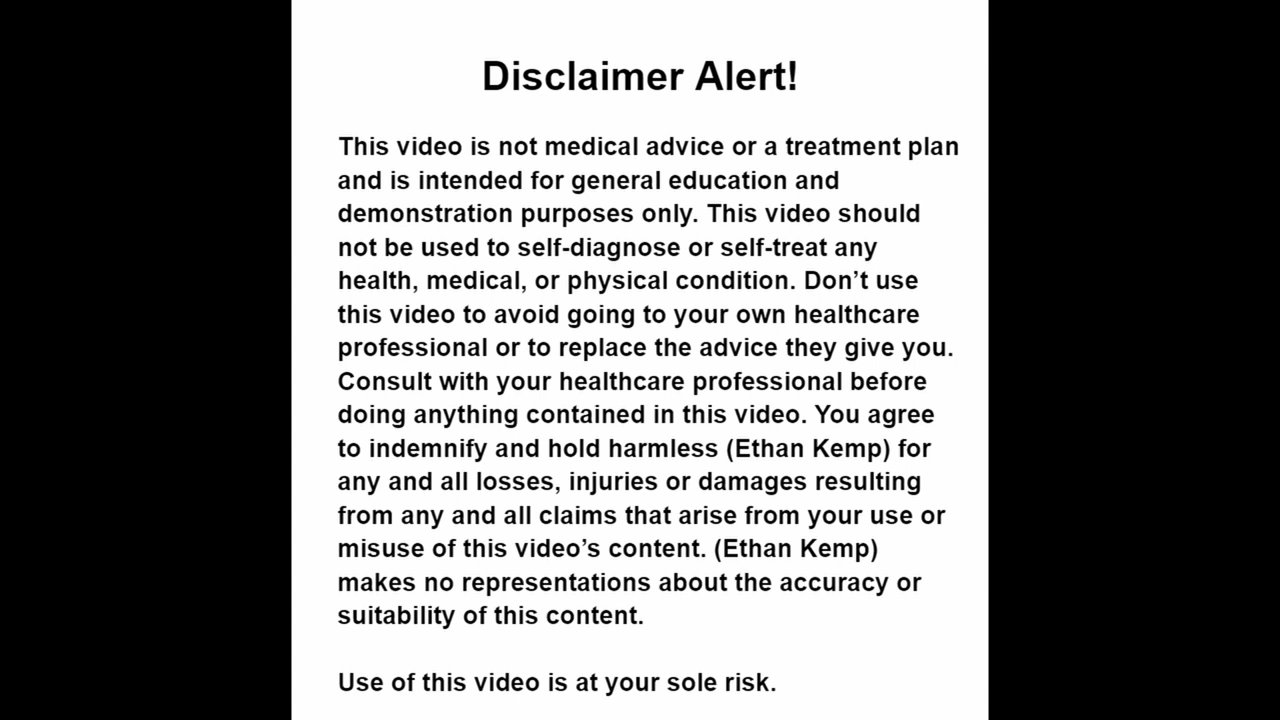 Disclaimer Alert!
This video is not medical advice or a treatment plan
and is intended for general education and
demonstration purposes only. This video should
not be used to self-diagnose or self-treat any
health, medical, or physical condition. Don’t use
this video to avoid going to your own healthcare
professional or to replace the advice they give you.
Consult with your healthcare professional before
doing anything contained in this video. You agree
to indemnify and hold harmless (Ethan Kemp) for
any and all losses, injuries or damages resulting
from any and all claims that arise from your use or
misuse of this video’s content. (Ethan Kemp)
makes no representations about the accuracy or
suitability of this content.
Use of this video is at your sole risk.